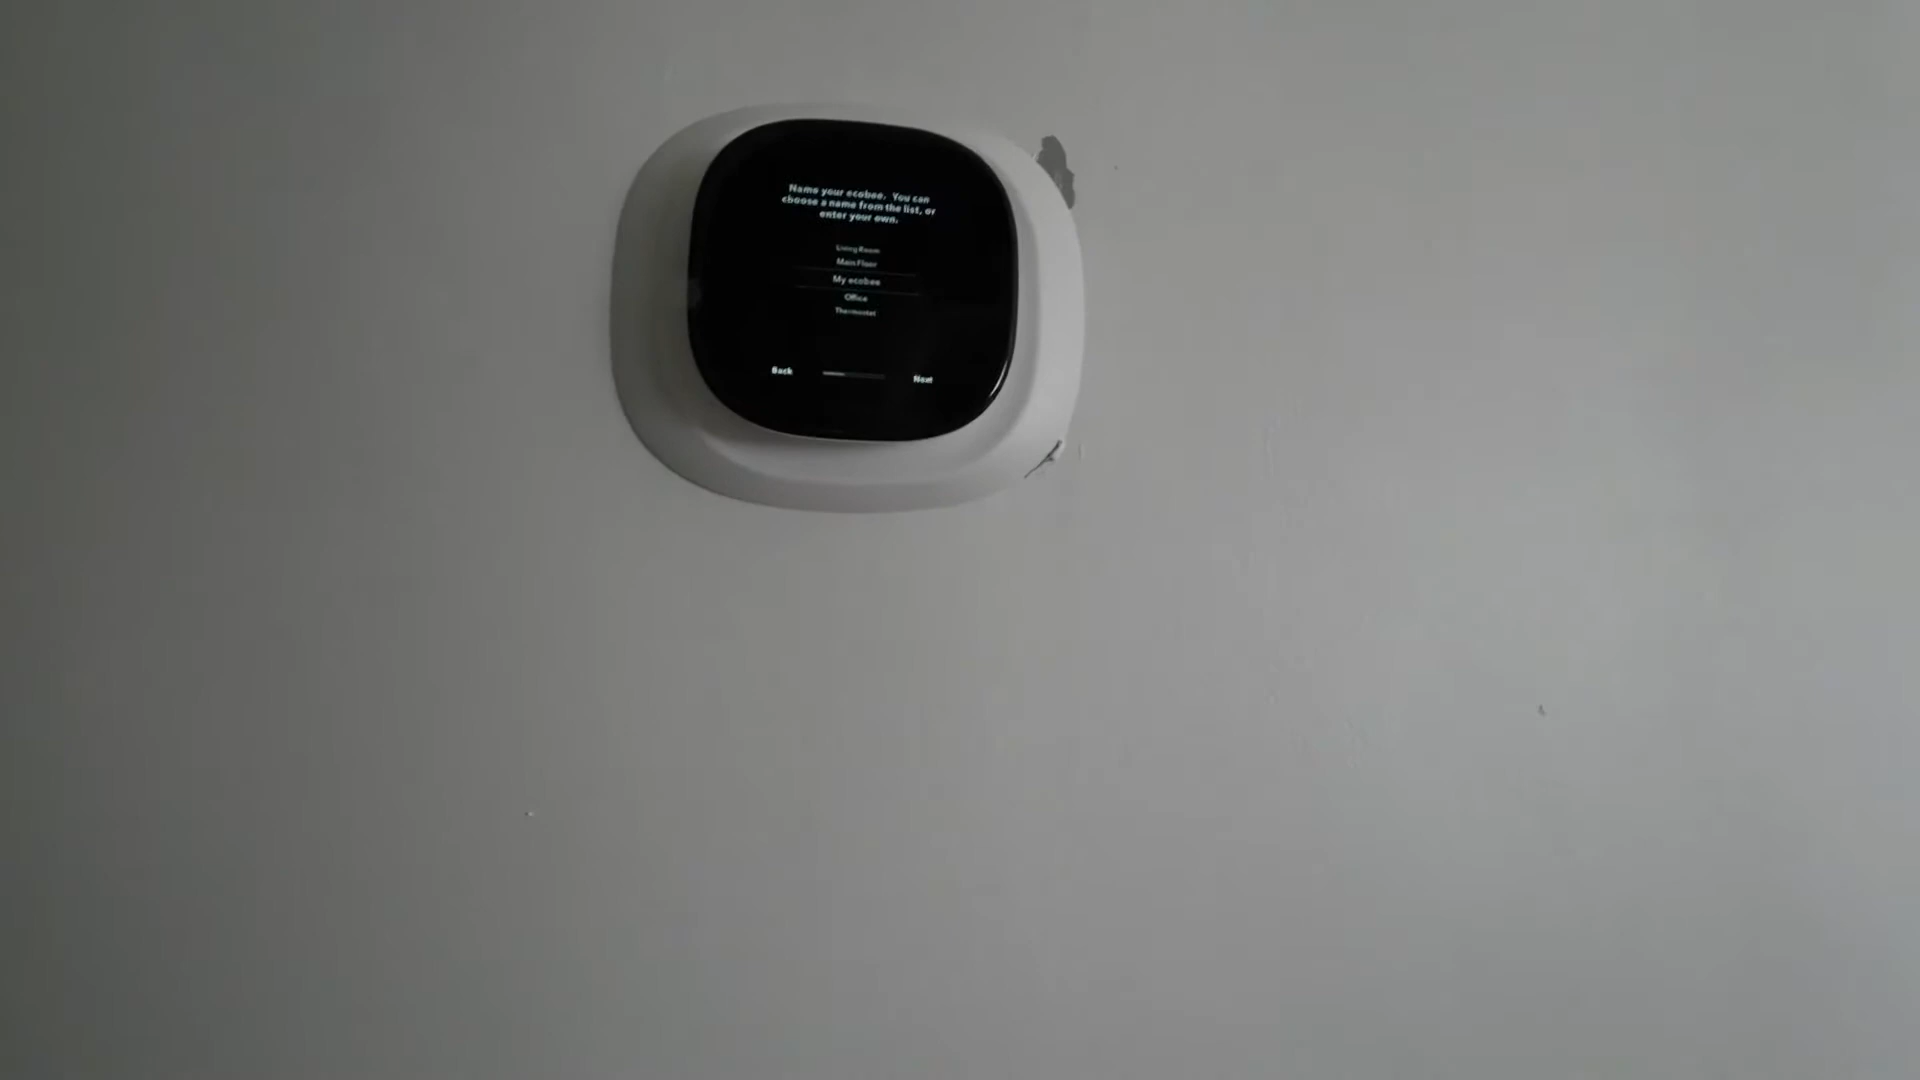 Name your ecobee. You can
choose a name from the list, or
enter your own.
Living Room
Main Floor
My ecobee
Office
Thermostat
Back
Next